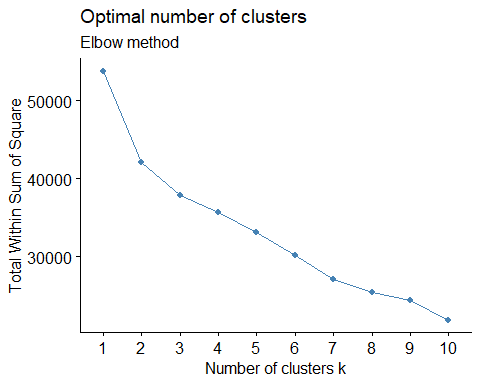 Optimal number of clusters
Elbow method
Total Within Sum of Square
50000
40000
30000
1 2 3 4 5 6 7 8 9 10
Number of clusters k